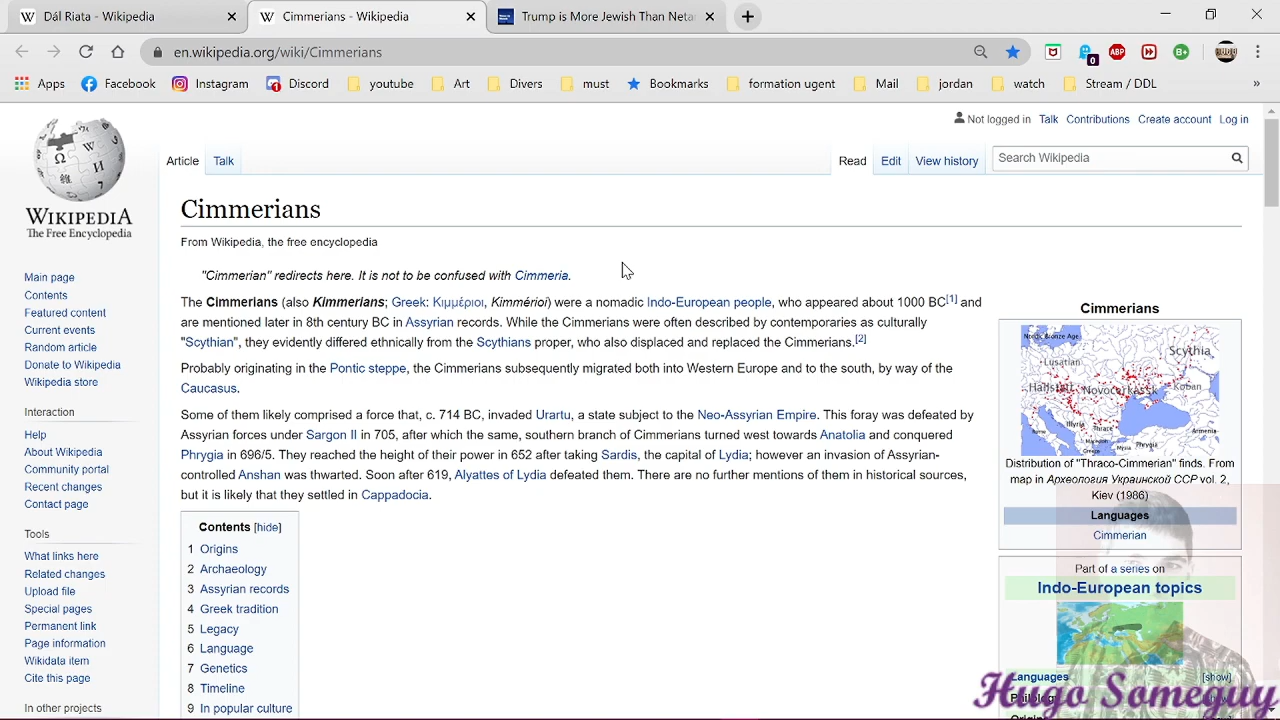 Dál Riata - Wikipedia
Cimmerians - Wikipedia
Trump is More Jewish Than Neta
en.wikipedia.org/wiki/Cimmerians
0
ABP
B+
Apps
Facebook
Instagram
Discord
youtube
Art
Divers
must
Bookmarks
formation ugent
Mail
jordan
watch
Stream / DDL
»
Not logged in Talk Contributions Create account Log in
Article Talk
Read Edit View history
Search Wikipedia
WIKIPEDIA
The Free Encyclopedia
Main page
Contents
Featured content
Current events
Random article
Donate to Wikipedia
Wikipedia store
Interaction
Help
About Wikipedia
Community portal
Recent changes
Contact page
Tools
What links here
Related changes
Upload file
Special pages
Permanent link
Page information
Wikidata item
Cite this page
In other projects
Cimmerians
From Wikipedia, the free encyclopedia
"Cimmerian" redirects here. It is not to be confused with Cimmeria.
The Cimmerians (also Kimmerians; Greek: Κιμμέριοι, Kimmérioi) were a nomadic Indo-European people, who appeared about 1000 BC[1] and
are mentioned later in 8th century BC in Assyrian records. While the Cimmerians were often described by contemporaries as culturally
"Scythian", they evidently differed ethnically from the Scythians proper, who also displaced and replaced the Cimmerians.[2]
Probably originating in the Pontic steppe, the Cimmerians subsequently migrated both into Western Europe and to the south, by way of the
Caucasus.
Some of them likely comprised a force that, c. 714 BC, invaded Urartu, a state subject to the Neo-Assyrian Empire. This foray was defeated by
Assyrian forces under Sargon II in 705, after which the same, southern branch of Cimmerians turned west towards Anatolia and conquered
Phrygia in 696/5. They reached the height of their power in 652 after taking Sardis, the capital of Lydia; however an invasion of Assyrian-
controlled Anshan was thwarted. Soon after 619, Alyattes of Lydia defeated them. There are no further mentions of them in historical sources,
but it is likely that they settled in Cappadocia.
Contents [hide]
1 Origins
2 Archaeology
3 Assyrian records
4 Greek tradition
5 Legacy
6 Language
7 Genetics
8 Timeline
9 In popular culture
Cimmerians
Nordic Bronze Age
Lusatian
Scythia
Hallstatt
Novocerkassk
Koban
Illyria
Thrace
Greece
Phrygia
Armenia
Distribution of "Thraco-Cimmerian" finds. From
map in Археология Украинской ССР vol. 2,
Kiev (1986)
Languages
Cimmerian
Part of a series on
Indo-European topics
Languages [show]
Hugo Someguy